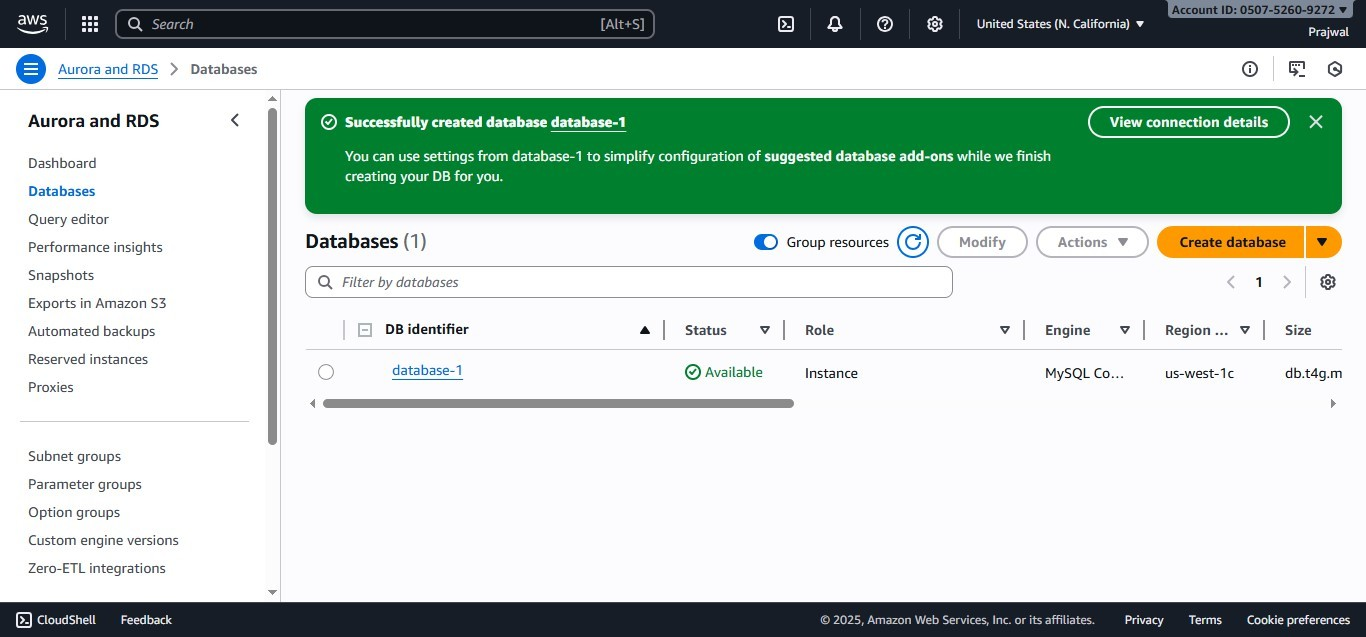 aws
Search [Alt+S]
United States (N. California)
Account ID: 0507-5260-9272
Prajwal
Aurora and RDS > Databases
Aurora and RDS
Dashboard
Databases
Query editor
Performance insights
Snapshots
Exports in Amazon S3
Automated backups
Reserved instances
Proxies
Subnet groups
Parameter groups
Option groups
Custom engine versions
Zero-ETL integrations
Successfully created database database-1
View connection details
You can use settings from database-1 to simplify configuration of suggested database add-ons while we finish
creating your DB for you.
Databases (1)
Group resources
Modify
Actions
Create database
Filter by databases
1
DB identifier Status Role Engine Region ... Size
database-1 Available Instance MySQL Co... us-west-1c db.t4g.m
CloudShell Feedback © 2025, Amazon Web Services, Inc. or its affiliates. Privacy Terms Cookie preferences